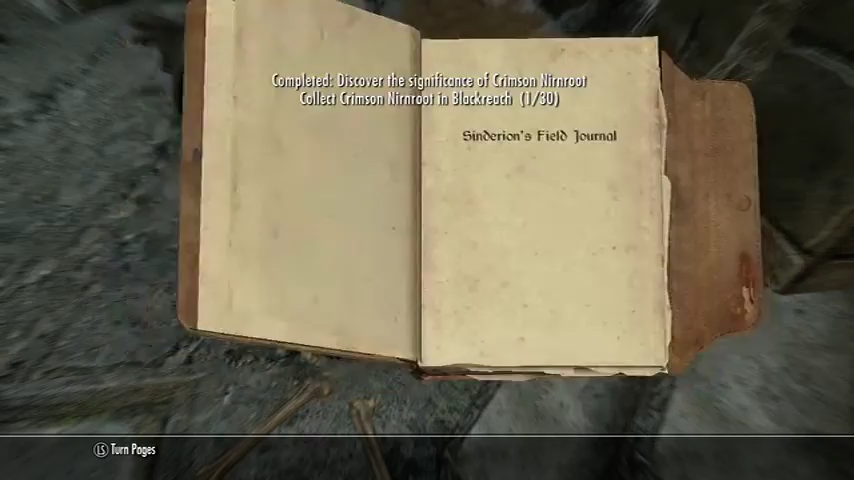 Completed: Discover the significance of Crimson Nirnroot
Collect Crimson Nirnroot in Blackreach (1/30)
Sinderion's Field Journal
LS Turn Pages